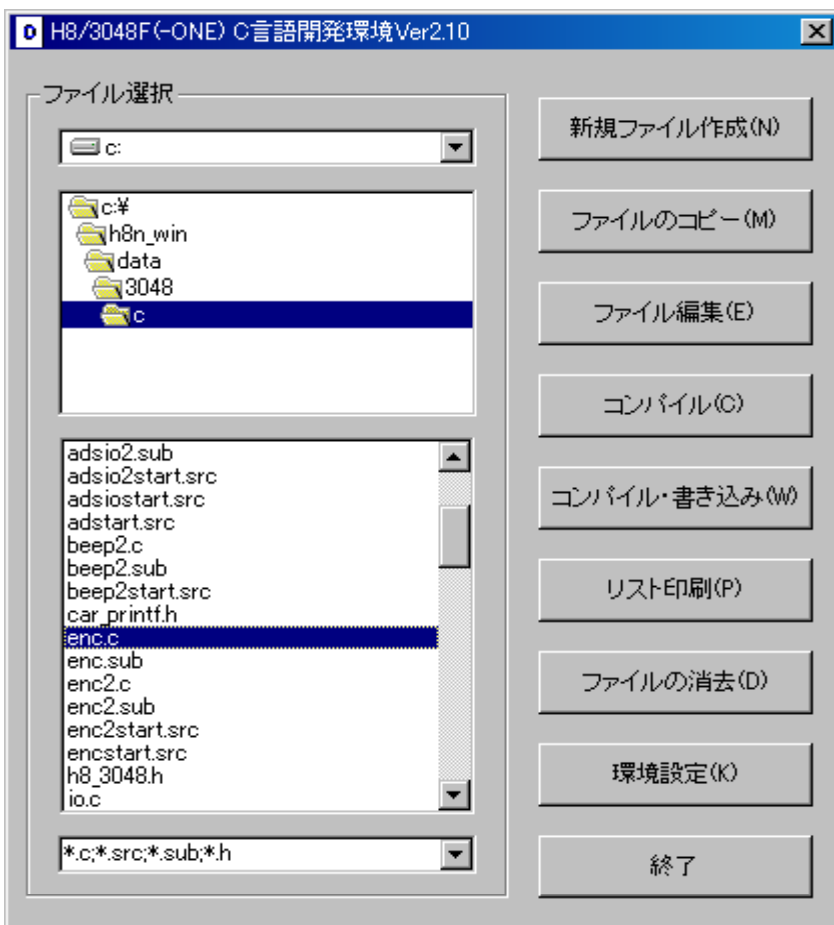 D H8/3048F(-ONE) C言語開発環境Ver2.10
ファイル選択
c:
c:¥
h8n_win
data
3048
c
adsio2.sub
adsio2start.src
adsiostart.src
adstart.src
beep2.c
beep2.sub
beep2start.src
car_printf.h
enc.c
enc.sub
enc2.c
enc2.sub
enc2start.src
encstart.src
h8_3048.h
io.c
*.c;*.src;*.sub;*.h
新規ファイル作成(N)
ファイルのコピー(M)
ファイル編集(E)
コンパイル(C)
コンパイル・書き込み(W)
リスト印刷(P)
ファイルの消去(D)
環境設定(K)
終了